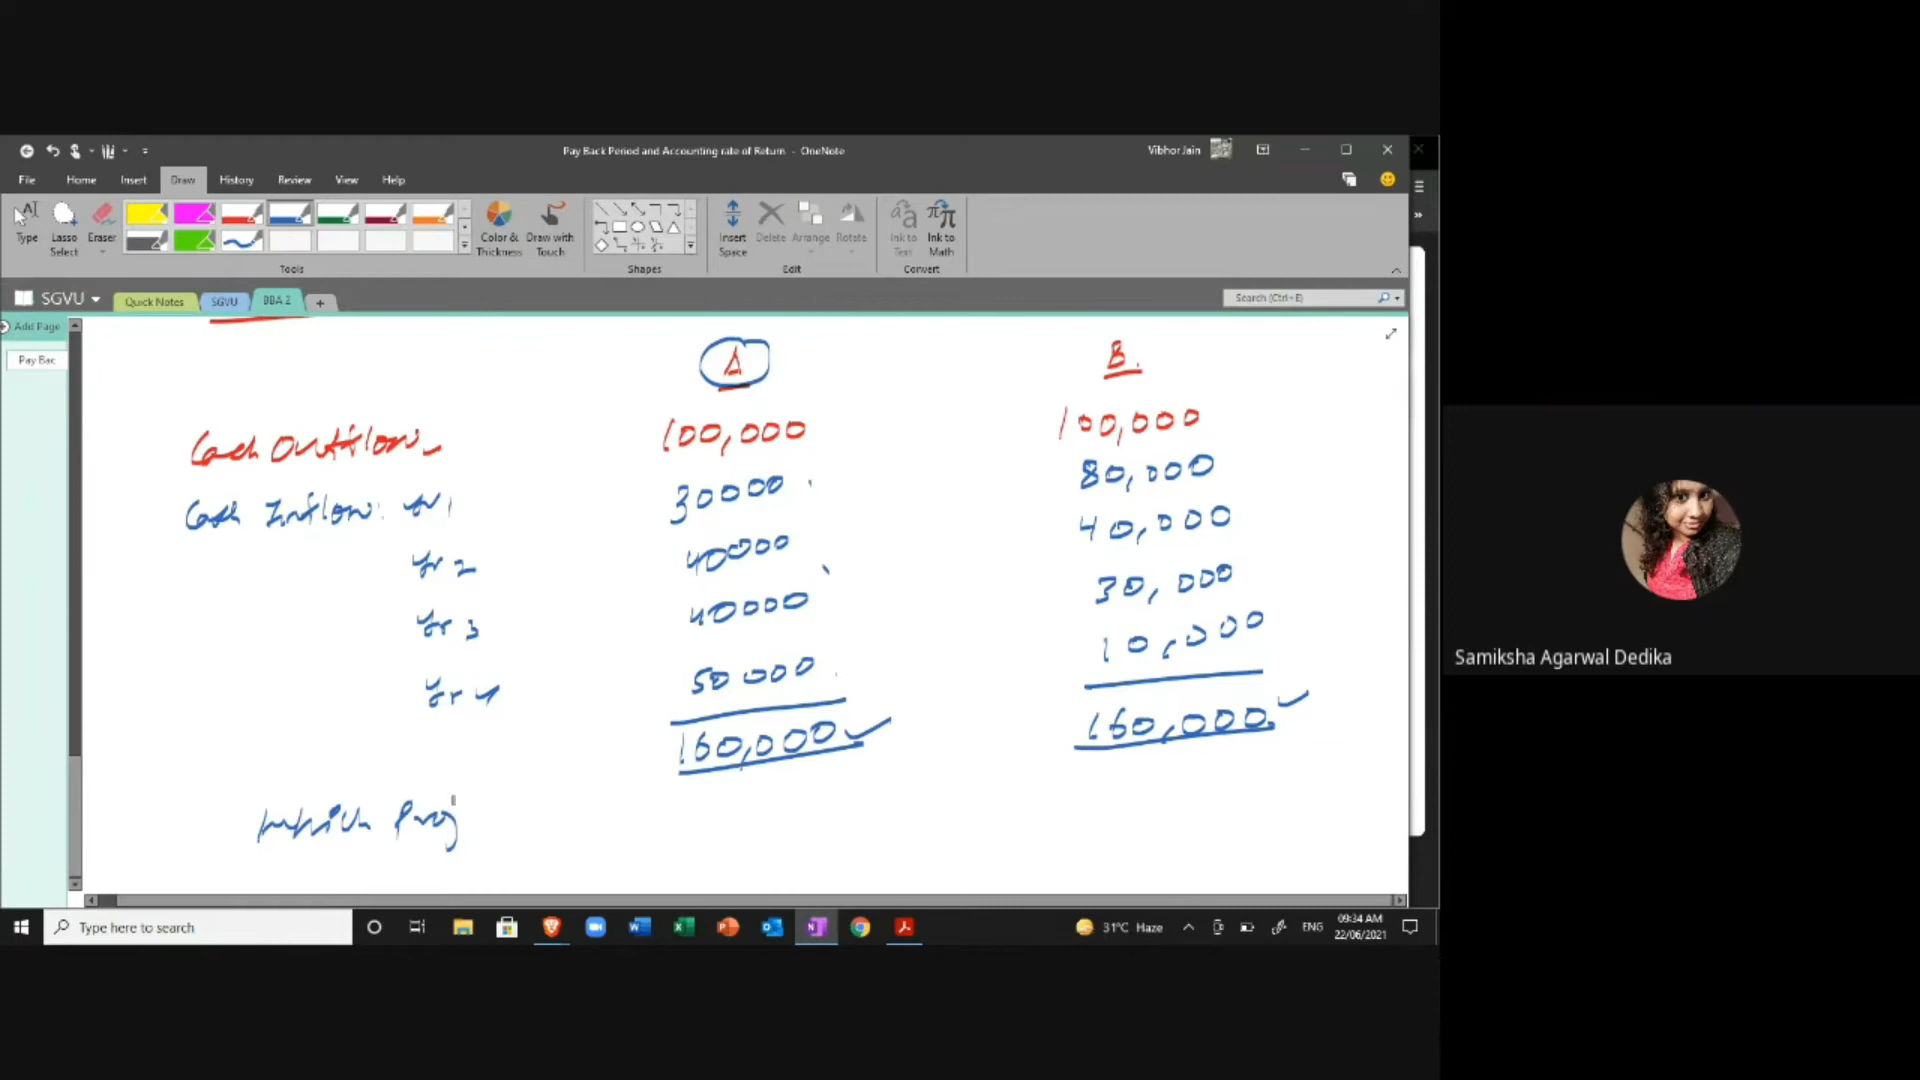 Pay Back Period and Accounting rate of Return - OneNote
Vibhor Jain
File Home Insert Draw History Review View Help
Type Lasso Select Eraser Color & Thickness Draw with Touch Insert Space Delete Arrange Rotate Ink to Text Ink to Math
Tools Shapes Edit Convert
SGVU Quick Notes SGVU BBA 2 + Search (Ctrl+E)
Add Page
Pay Bac
A B.
Cash Outflow 100,000 100,000
Cash Inflow: Yr 1 30000 80,000
Yr 2 40000 40,000
Yr 3 40000 30,000
Yr 4 50000 10,000
160,000 160,000
which Proj
Samiksha Agarwal Dedika
Type here to search
31°C Haze ENG 09:34 AM
22/06/2021